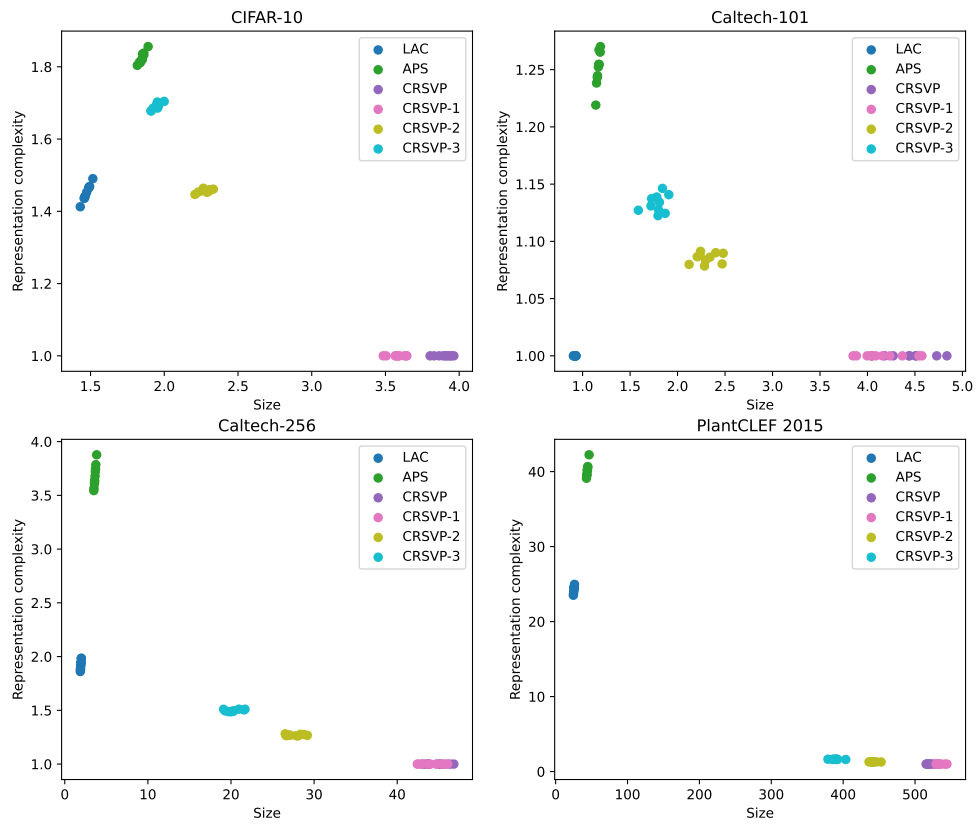 CIFAR-10
Representation complexity
1.8
1.6
1.4
1.2
1.0
1.5
2.0
2.5
3.0
3.5
4.0
Size
LAC
APS
CRSVP
CRSVP-1
CRSVP-2
CRSVP-3
Caltech-101
Representation complexity
1.25
1.20
1.15
1.10
1.05
1.00
1.0
1.5
2.0
2.5
3.0
3.5
4.0
4.5
5.0
Size
LAC
APS
CRSVP
CRSVP-1
CRSVP-2
CRSVP-3
Caltech-256
Representation complexity
4.0
3.5
3.0
2.5
2.0
1.5
1.0
0
10
20
30
40
Size
LAC
APS
CRSVP
CRSVP-1
CRSVP-2
CRSVP-3
PlantCLEF 2015
Representation complexity
40
30
20
10
0
0
100
200
300
400
500
Size
LAC
APS
CRSVP
CRSVP-1
CRSVP-2
CRSVP-3